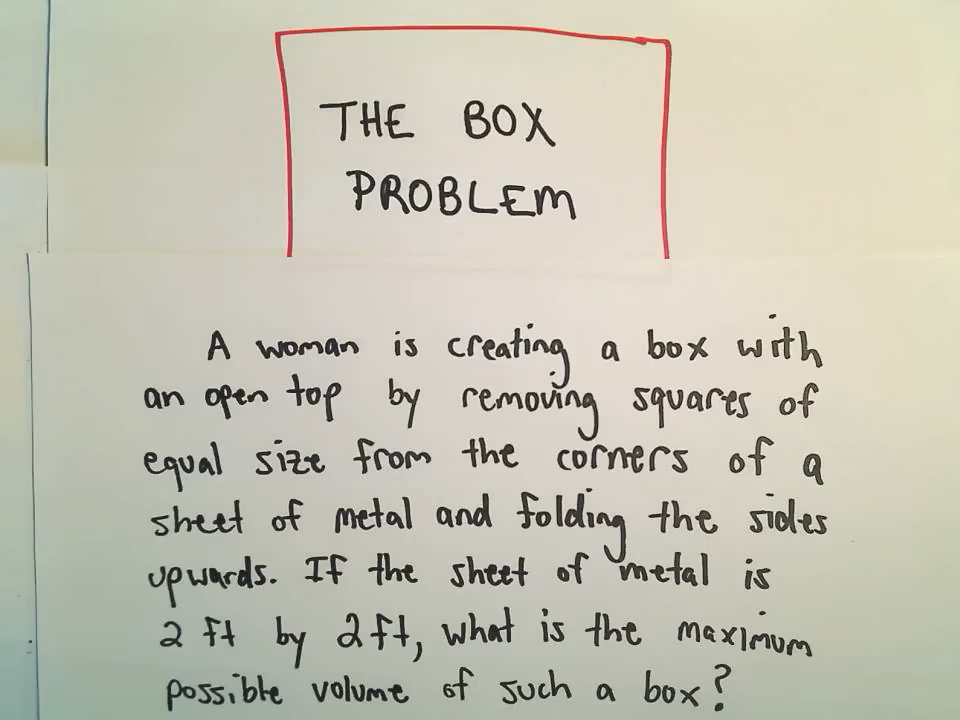 THE BOX
PROBLEM
A woman is creating a box with
an open top by removing squares of
equal size from the corners of a
sheet of metal and folding the sides
upwards. If the sheet of metal is
2 ft by 2 ft, what is the maximum
possible volume of such a box?